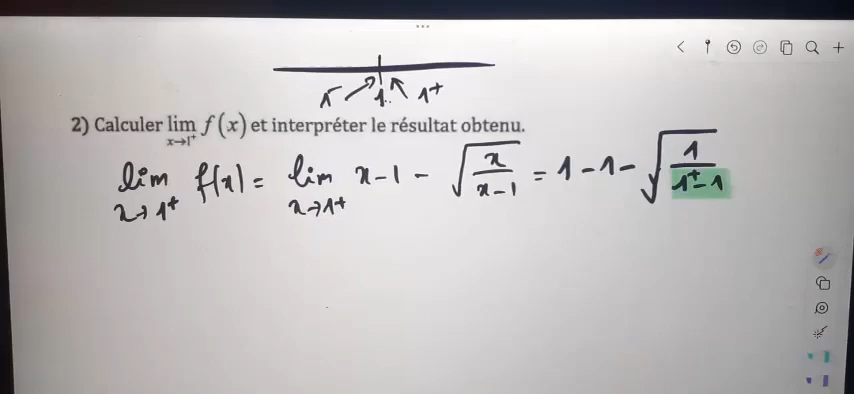 1⁻ 1 1⁺
2) Calculer lim f(x) et interpréter le résultat obtenu.
x→1⁺
lim f(x) = lim x-1 - √(x/(x-1)) = 1-1- √(1/(1⁺-1))
x→1⁺ x→1⁺